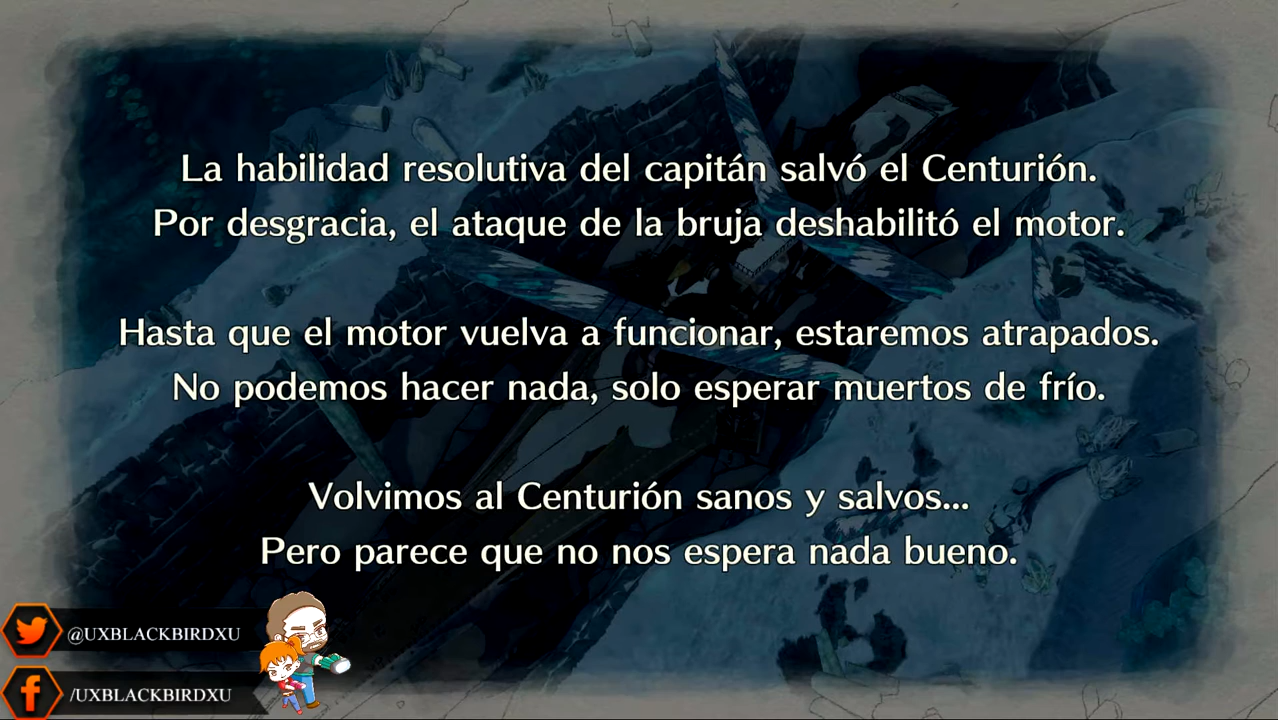 La habilidad resolutiva del capitán salvó el Centurión.
Por desgracia, el ataque de la bruja deshabilitó el motor.
Hasta que el motor vuelva a funcionar, estaremos atrapados.
No podemos hacer nada, solo esperar muertos de frío.
Volvimos al Centurión sanos y salvos...
Pero parece que no nos espera nada bueno.
@UXBLACKBIRDXU
/UXBLACKBIRDXU